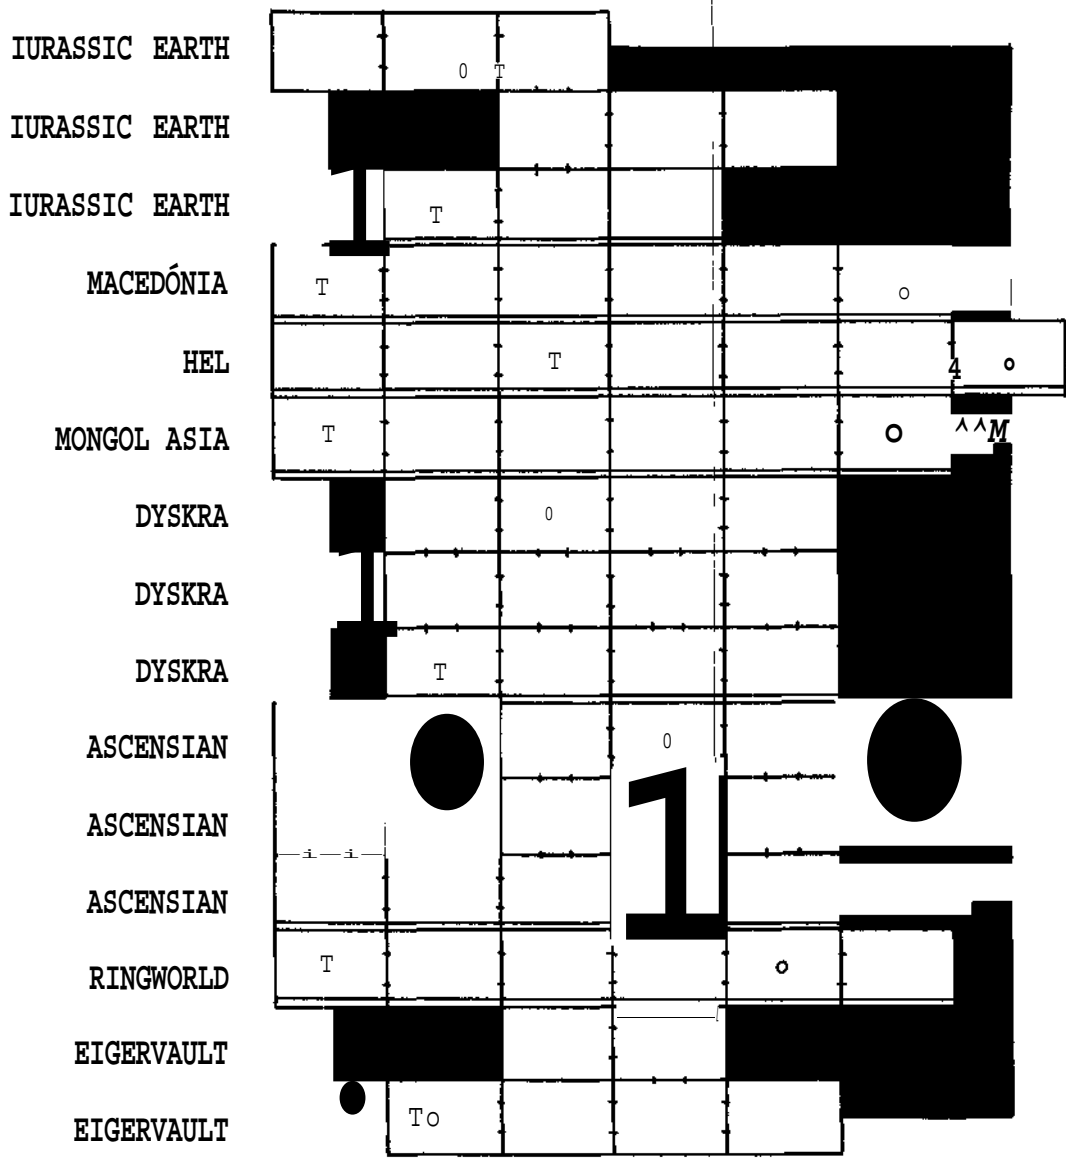 IURASSIC EARTH
0 T
IURASSIC EARTH
IURASSIC EARTH T
MACEDÓNIA T o
HEL T 4 o
MONGOL ASIA T o ^^M
DYSKRA 0
DYSKRA
DYSKRA T
ASCENSIAN 0
ASCENSIAN 1
i i
ASCENSIAN
RINGWORLD T o
EIGERVAULT
EIGERVAULT To